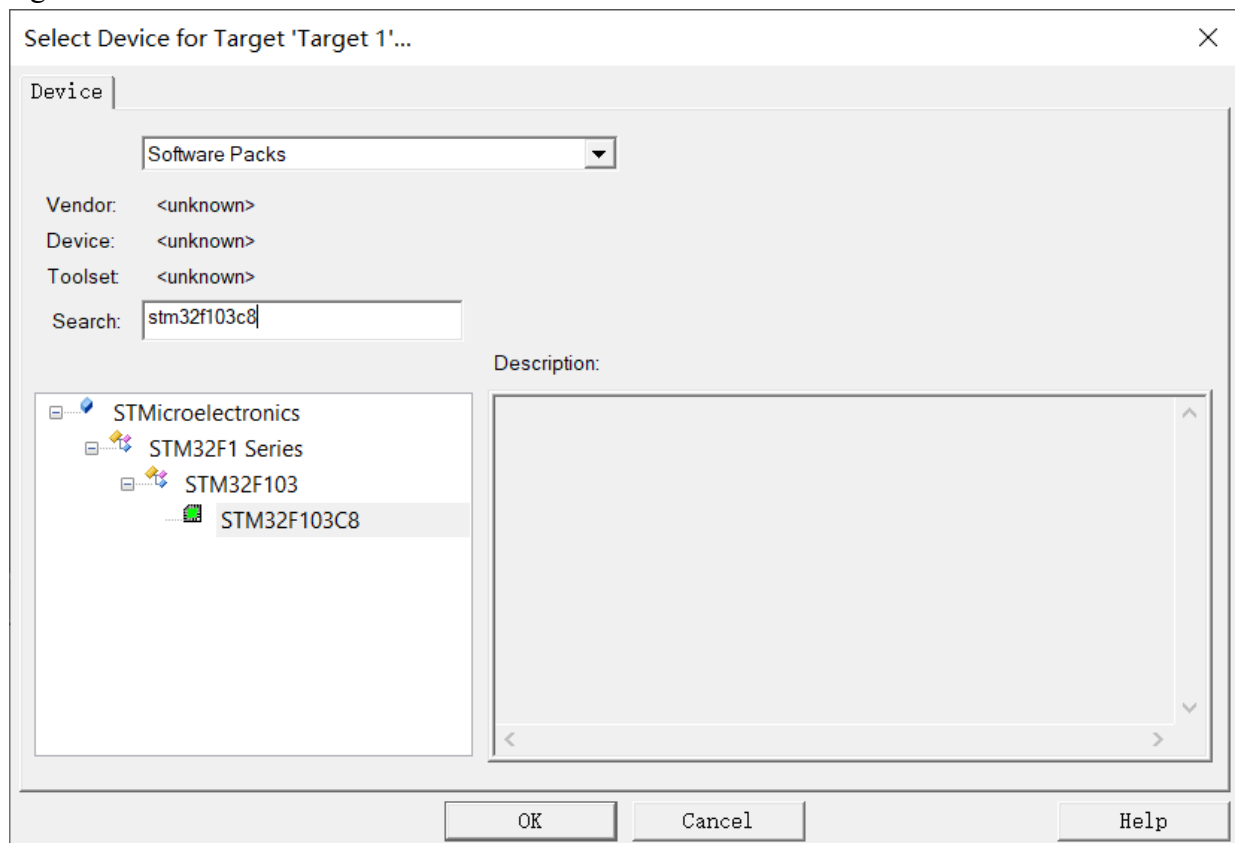 Select Device for Target 'Target 1'...
Device
Software Packs
Vendor: <unknown>
Device: <unknown>
Toolset: <unknown>
Search: stm32f103c8
Description:
STMicroelectronics
STM32F1 Series
STM32F103
STM32F103C8
OK Cancel Help